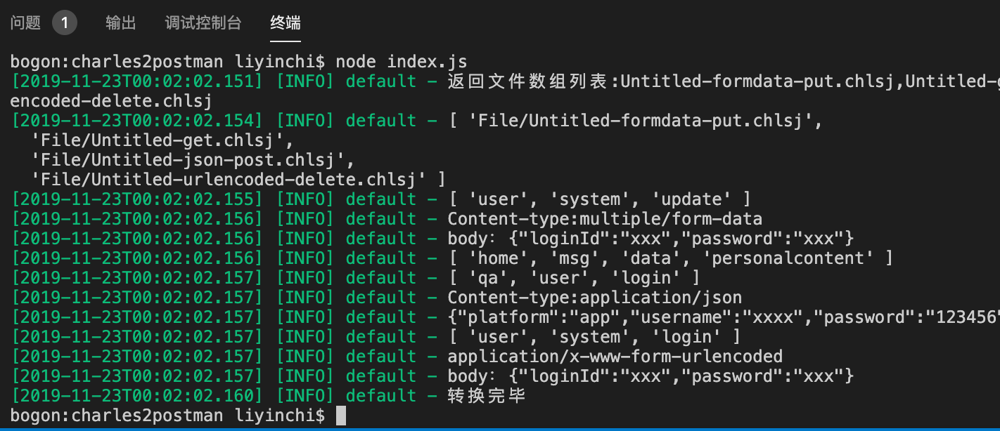 问题 1 输出 调试控制台 终端
bogon:charles2postman liyinchi$ node index.js
[2019-11-23T00:02:02.151] [INFO] default - 返回文件数组列表:Untitled-formdata-put.chlsj,Untitled-g
encoded-delete.chlsj
[2019-11-23T00:02:02.154] [INFO] default - [ 'File/Untitled-formdata-put.chlsj',
  'File/Untitled-get.chlsj',
  'File/Untitled-json-post.chlsj',
  'File/Untitled-urlencoded-delete.chlsj' ]
[2019-11-23T00:02:02.155] [INFO] default - [ 'user', 'system', 'update' ]
[2019-11-23T00:02:02.156] [INFO] default - Content-type:multiple/form-data
[2019-11-23T00:02:02.156] [INFO] default - body: {"loginId":"xxx","password":"xxx"}
[2019-11-23T00:02:02.156] [INFO] default - [ 'home', 'msg', 'data', 'personalcontent' ]
[2019-11-23T00:02:02.157] [INFO] default - [ 'qa', 'user', 'login' ]
[2019-11-23T00:02:02.157] [INFO] default - Content-type:application/json
[2019-11-23T00:02:02.157] [INFO] default - {"platform":"app","username":"xxxx","password":"123456"
[2019-11-23T00:02:02.157] [INFO] default - [ 'user', 'system', 'login' ]
[2019-11-23T00:02:02.157] [INFO] default - application/x-www-form-urlencoded
[2019-11-23T00:02:02.157] [INFO] default - body: {"loginId":"xxx","password":"xxx"}
[2019-11-23T00:02:02.160] [INFO] default - 转换完毕
bogon:charles2postman liyinchi$